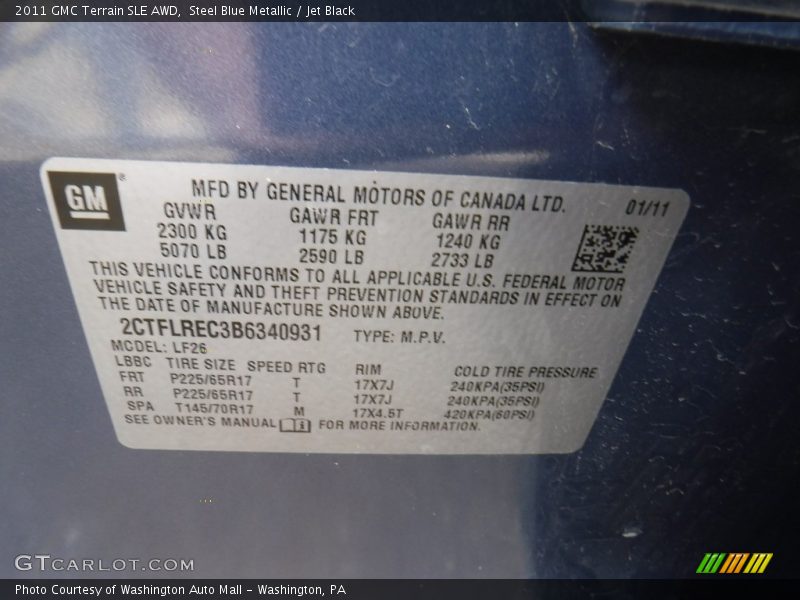 2011 GMC Terrain SLE AWD,  Steel Blue Metallic / Jet Black
GM®
MFD BY GENERAL MOTORS OF CANADA LTD. 01/11
GVWR GAWR FRT GAWR RR
2300 KG 1175 KG 1240 KG
5070 LB 2590 LB 2733 LB
THIS VEHICLE CONFORMS TO ALL APPLICABLE U.S. FEDERAL MOTOR
VEHICLE SAFETY AND THEFT PREVENTION STANDARDS IN EFFECT ON
THE DATE OF MANUFACTURE SHOWN ABOVE.
2CTFLREC3B6340931 TYPE: M.P.V.
MODEL: LF26
LBBC TIRE SIZE SPEED RTG RIM COLD TIRE PRESSURE
FRT P225/65R17 T 17X7J 240KPA(35PSI)
RR P225/65R17 T 17X7J 240KPA(35PSI)
SPA T145/70R17 M 17X4.5T 420KPA(60PSI)
SEE OWNER'S MANUAL FOR MORE INFORMATION.
GTCARLOT.COM
Photo Courtesy of Washington Auto Mall – Washington, PA